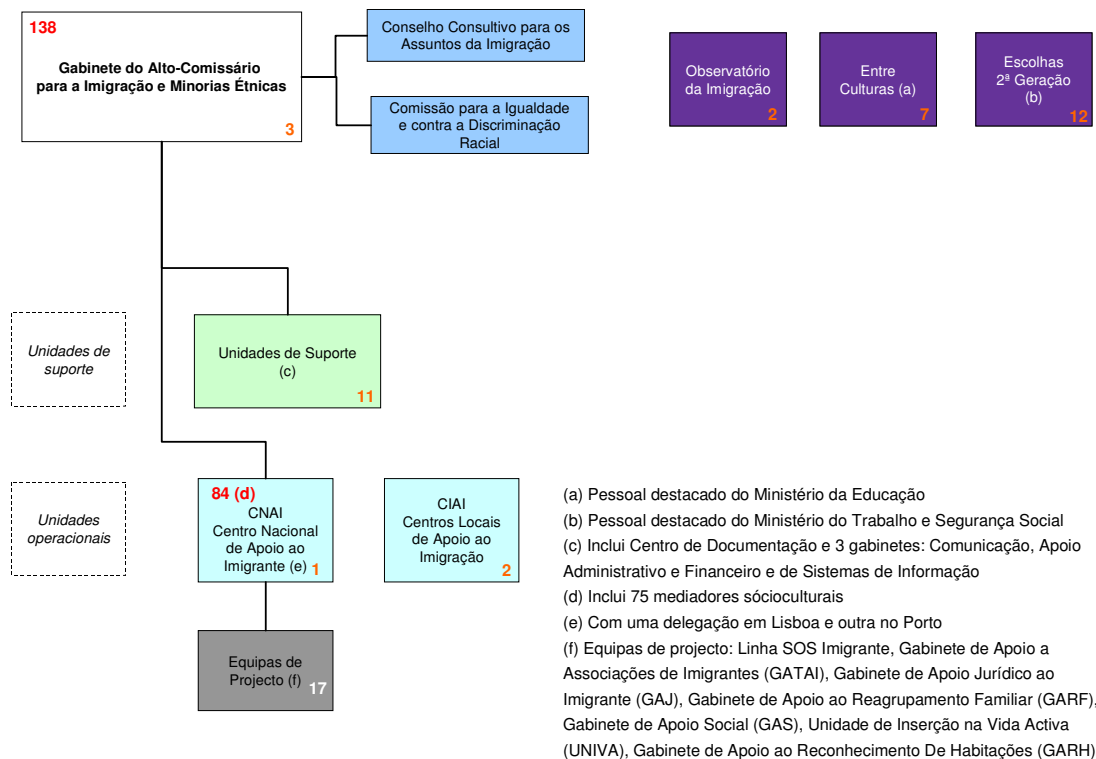 138
Gabinete do Alto-Comissário
para a Imigração e Minorias Étnicas
3
Conselho Consultivo para os
Assuntos da Imigração
Comissão para a Igualdade
e contra a Discriminação
Racial
Observatório
da Imigração
2
Entre
Culturas (a)
7
Escolhas
2ª Geração
(b)
12
Unidades de
suporte
Unidades de Suporte
(c)
11
Unidades
operacionais
84 (d)
CNAI
Centro Nacional
de Apoio ao
Imigrante (e)
1
CIAI
Centros Locais
de Apoio ao
Imigração
2
Equipas de
Projecto (f)
17
(a) Pessoal destacado do Ministério da Educação
(b) Pessoal destacado do Ministério do Trabalho e Segurança Social
(c) Inclui Centro de Documentação e 3 gabinetes: Comunicação, Apoio
Administrativo e Financeiro e de Sistemas de Informação
(d) Inclui 75 mediadores sócioculturais
(e) Com uma delegação em Lisboa e outra no Porto
(f) Equipas de projecto: Linha SOS Imigrante, Gabinete de Apoio a
Associações de Imigrantes (GATAI), Gabinete de Apoio Jurídico ao
Imigrante (GAJ), Gabinete de Apoio ao Reagrupamento Familiar (GARF),
Gabinete de Apoio Social (GAS), Unidade de Inserção na Vida Activa
(UNIVA), Gabinete de Apoio ao Reconhecimento De Habitações (GARH)